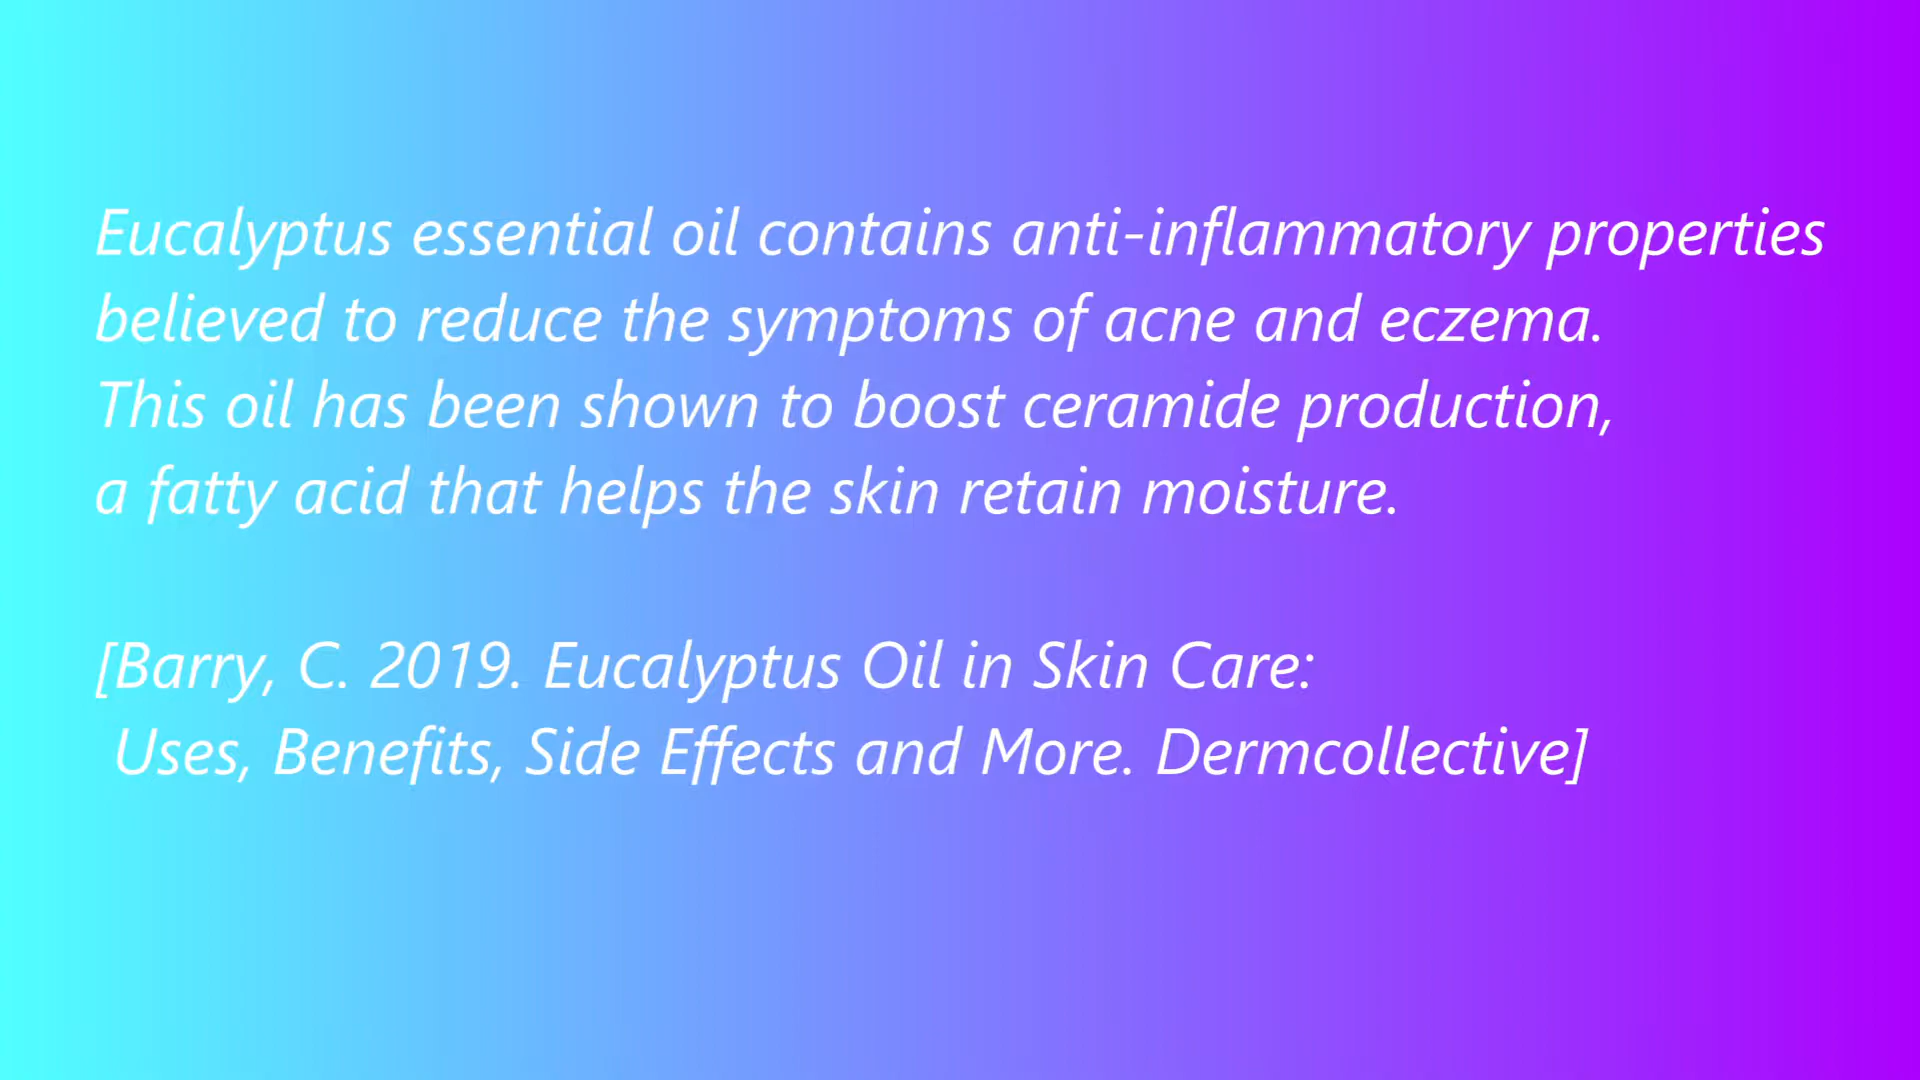 Eucalyptus essential oil contains anti-inflammatory properties
believed to reduce the symptoms of acne and eczema.
This oil has been shown to boost ceramide production,
a fatty acid that helps the skin retain moisture.
[Barry, C. 2019. Eucalyptus Oil in Skin Care:
Uses, Benefits, Side Effects and More. Dermcollective]